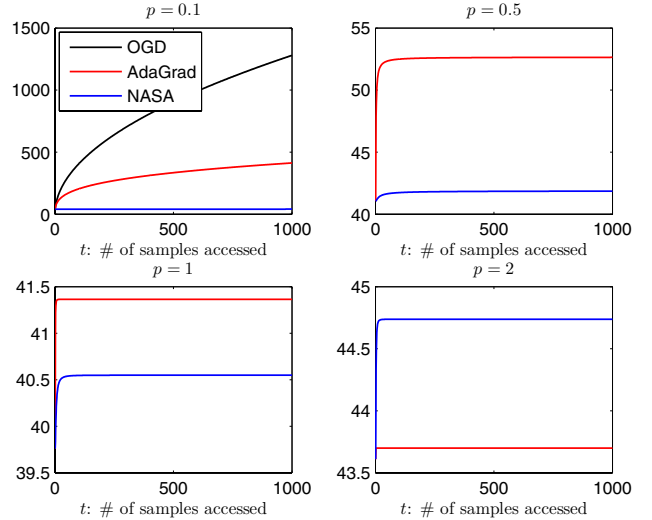 p = 0.1
1500
1000
500
0
OGD
AdaGrad
NASA
0 500 1000
t: # of samples accessed
p = 0.5
55
50
45
40
0 500 1000
t: # of samples accessed
p = 1
41.5
41
40.5
40
39.5
0 500 1000
t: # of samples accessed
p = 2
45
44.5
44
43.5
0 500 1000
t: # of samples accessed